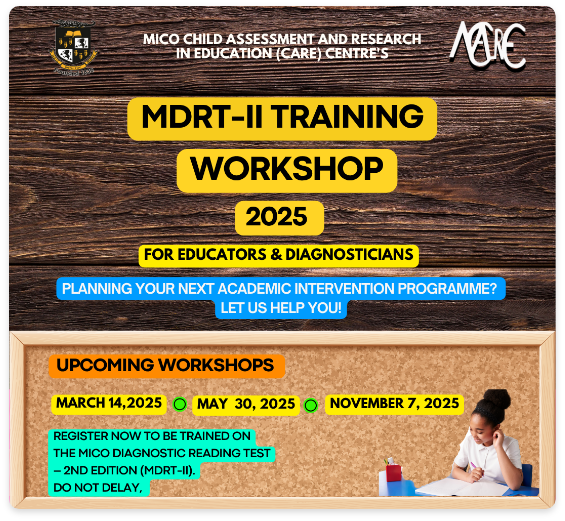 MICO CHILD ASSESSMENT AND RESEARCH
IN EDUCATION (CARE) CENTRE'S
MDRT-II TRAINING
WORKSHOP
2025
FOR EDUCATORS & DIAGNOSTICIANS
PLANNING YOUR NEXT ACADEMIC INTERVENTION PROGRAMME?
LET US HELP YOU!
UPCOMING WORKSHOPS
MARCH 14,2025 MAY 30, 2025 NOVEMBER 7, 2025
REGISTER NOW TO BE TRAINED ON
THE MICO DIAGNOSTIC READING TEST
– 2ND EDITION (MDRT-II).
DO NOT DELAY,